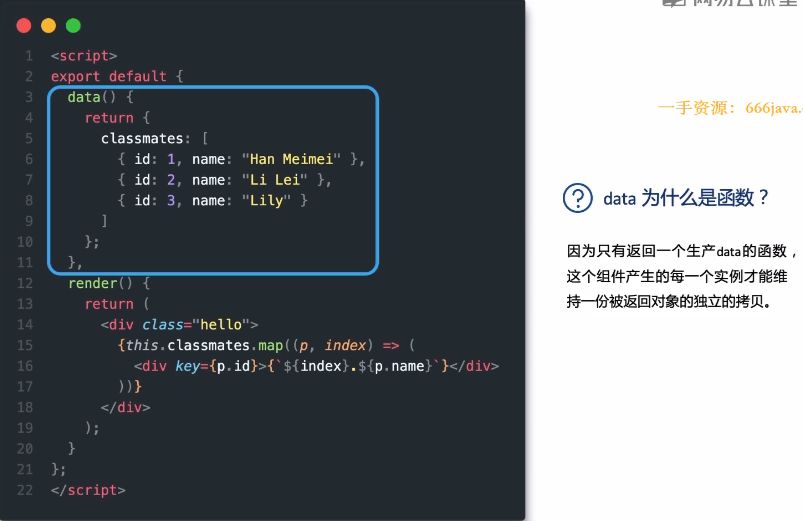 1 <script>
2 export default {
3 data() {
4 return {
5 classmates: [
6 { id: 1, name: "Han Meimei" },
7 { id: 2, name: "Li Lei" },
8 { id: 3, name: "Lily" }
9 ]
10 };
11 },
12 render() {
13 return (
14 <div class="hello">
15 {this.classmates.map((p, index) => (
16 <div key={p.id}>{`${index}.${p.name}`}</div>
17 ))}
18 </div>
19 );
20 }
21 };
22 </script>
一手资源：666java.
? data 为什么是函数？
因为只有返回一个生产data的函数，
这个组件产生的每一个实例才能维
持一份被返回对象的独立的拷贝。